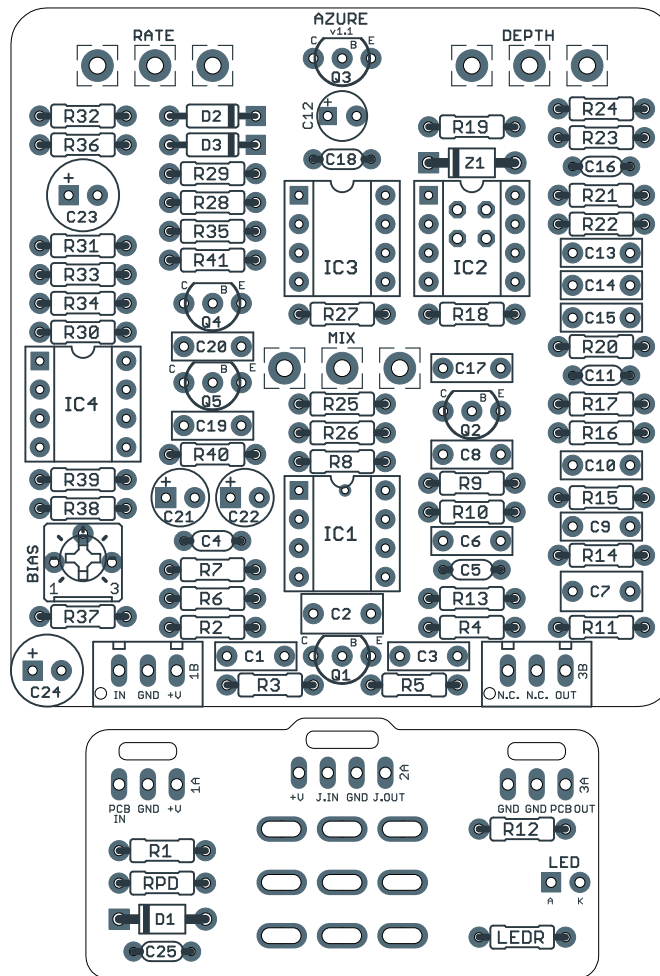 AZURE
v1.1
RATE
DEPTH
C B E
Q3
R32
D2
+
C12
R24
R19
R23
R36
D3
C18
Z1
C16
R29
+
C23
R28
R21
R35
R22
R31
R41
IC3
IC2
C13
R33
C14
R34
C B E
Q4
R27
R18
C15
R30
C20
MIX
R20
C17
C11
C B E
Q5
IC4
R25
R17
C B E
Q2
C19
R26
R16
R40
R8
C8
C10
R39
R9
+
C21
+
C22
R15
R38
R10
IC1
C9
C4
C6
BIAS
1 3
R14
R7
C5
C7
R6
R13
R37
C2
R2
R4
R11
C B E
Q1
C1
C3
+
C24
IN GND +V
1B
R3
R5
N.C. N.C. OUT
3B
1A
2A
3A
+V J.IN GND J.OUT
PCB IN GND +V
GND GND PCB OUT
R12
R1
LED
RPD
A K
D1
LEDR
C25